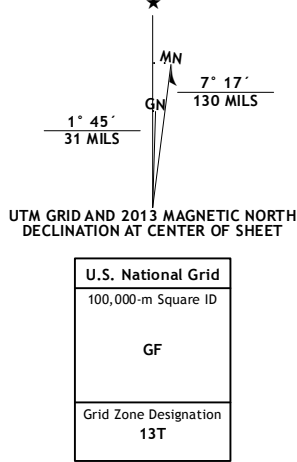 MN
7° 17´
130 MILS
GN
1° 45´
31 MILS
UTM GRID AND 2013 MAGNETIC NORTH
DECLINATION AT CENTER OF SHEET
U.S. National Grid
100,000-m Square ID
GF
Grid Zone Designation
13T